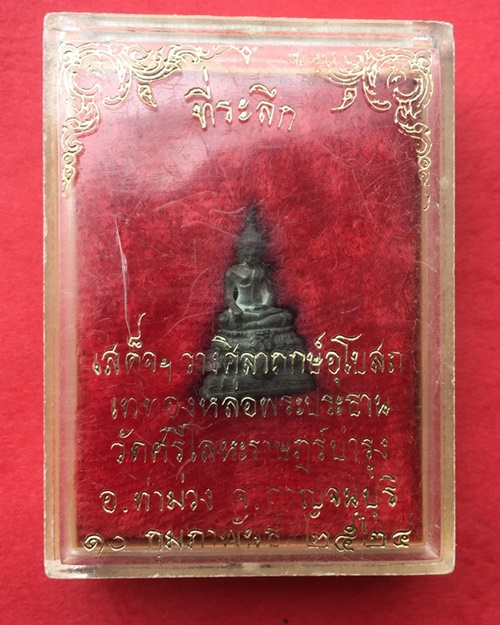 ที่ระลึก
เสด็จฯ วางศิลาฤกษ์อุโบสถ
เททองหล่อพระประธาน
วัดศรีโลหะราษฎร์บำรุง
อ.ท่าม่วง จ.กาญจนบุรี
๑๐ กุมภาพันธ์ ๒๕๒๔